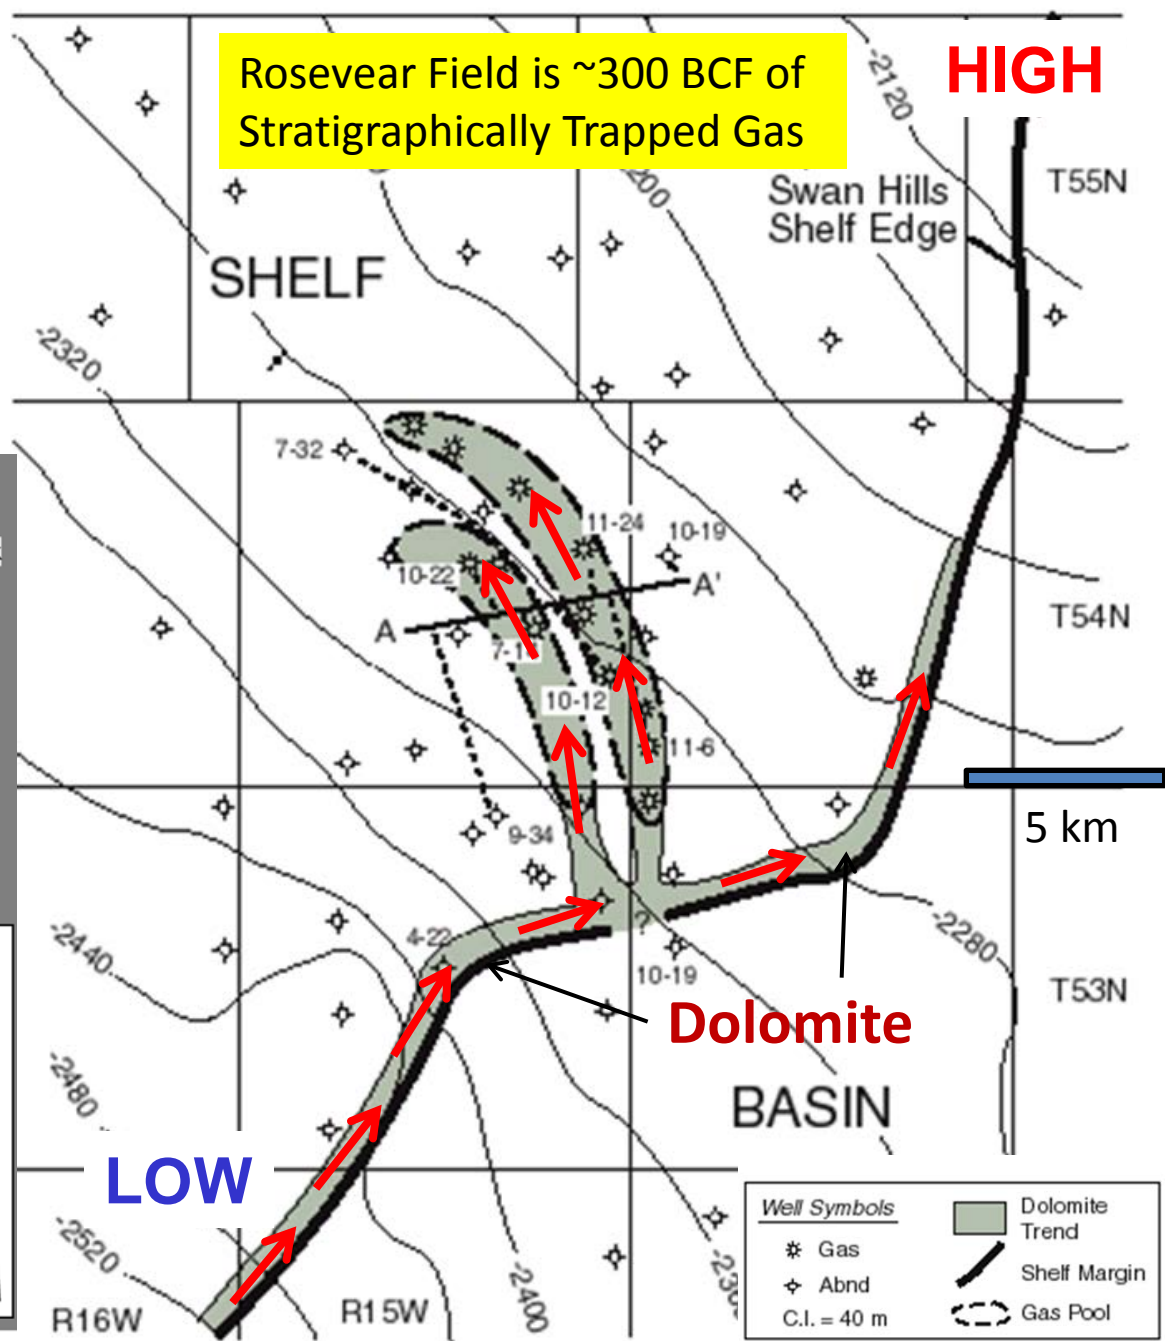 Rosevear Field is ~300 BCF of
Stratigraphically Trapped Gas
HIGH
-2120
200
Swan Hills
Shelf Edge
T55N
SHELF
-2320
7-32
11-24
10-19
10-22
A'
A
T54N
7-1
10-12
11-6
5 km
9-34
?
4-22
-2440
10-19
-2280
T53N
Dolomite
-2480
BASIN
LOW
-2520
-2400
R16W
R15W
Well Symbols
Gas
Abnd
C.I. = 40 m
Dolomite
Trend
Shelf Margin
Gas Pool